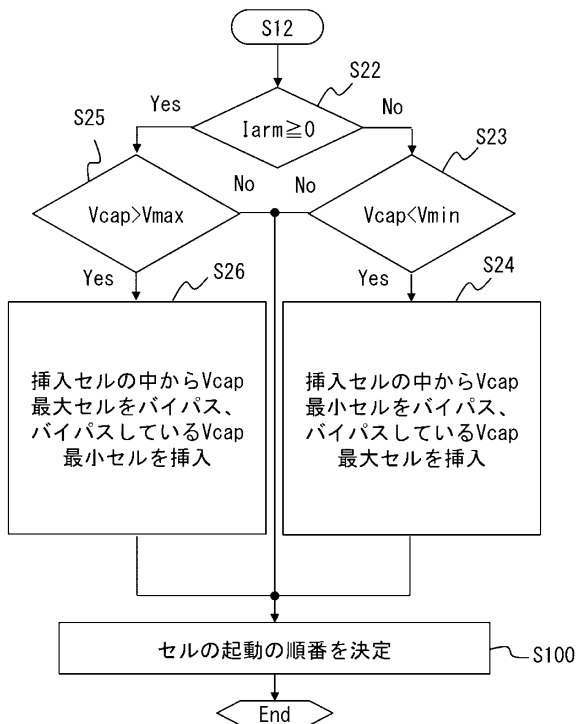 S12
S22
Iarm≧0
Yes
No
S25
S23
Vcap>Vmax
No
No
Vcap<Vmin
Yes
S26
Yes
S24
挿入セルの中からVcap
最大セルをバイパス、
バイパスしているVcap
最小セルを挿入
挿入セルの中からVcap
最小セルをバイパス、
バイパスしているVcap
最大セルを挿入
セルの起動の順番を決定
S100
End